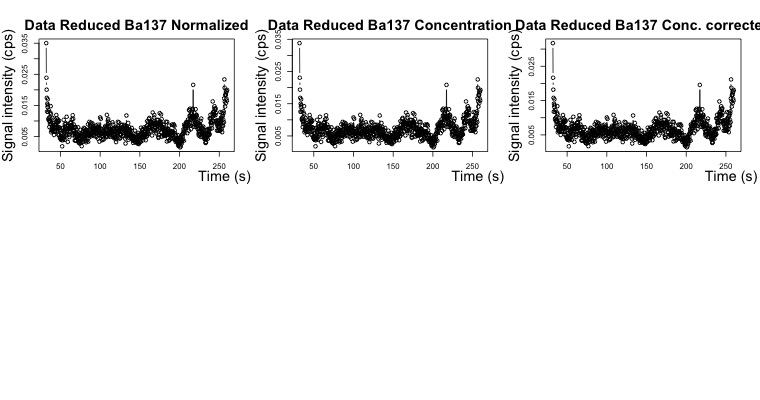 Data Reduced Ba137 Normalized
Signal intensity (cps)
0.005 0.015 0.025 0.035
50 100 150 200 250
Time (s)
Data Reduced Ba137 Concentration
Signal intensity (cps)
0.005 0.015 0.025 0.035
50 100 150 200 250
Time (s)
Data Reduced Ba137 Conc. correcte
Signal intensity (cps)
0.005 0.015 0.025
50 100 150 200 250
Time (s)